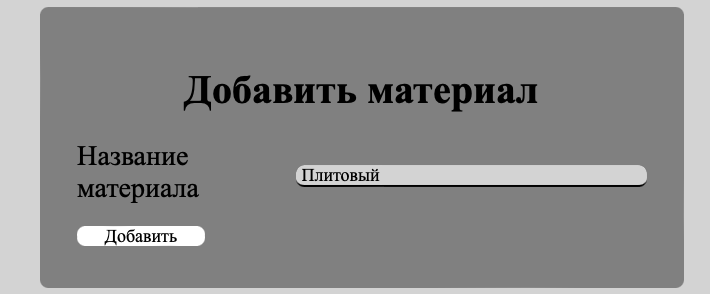 Добавить материал
Название
материала
Плитовый
Добавить